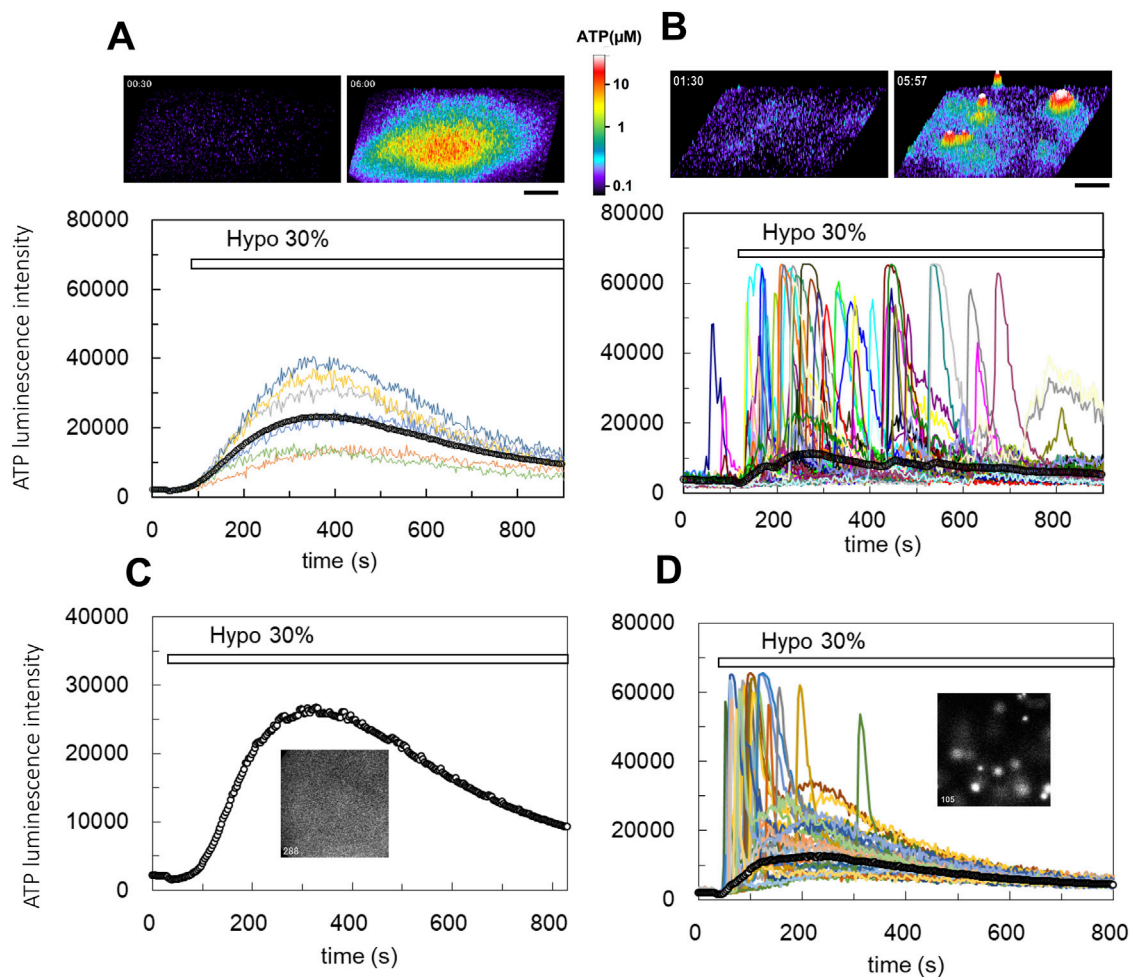 A
B
ATP(µM)
00:30
06:00
10
1
0.1
01:30
05:57
ATP luminescence intensity
80000
60000
40000
20000
0
Hypo 30%
0 200 400 600 800
time (s)
80000
60000
40000
20000
0
Hypo 30%
0 200 400 600 800
time (s)
C
D
ATP luminescence intensity
40000
30000
20000
10000
0
Hypo 30%
288
0 200 400 600 800
time (s)
80000
60000
40000
20000
0
Hypo 30%
105
0 200 400 600 800
time (s)